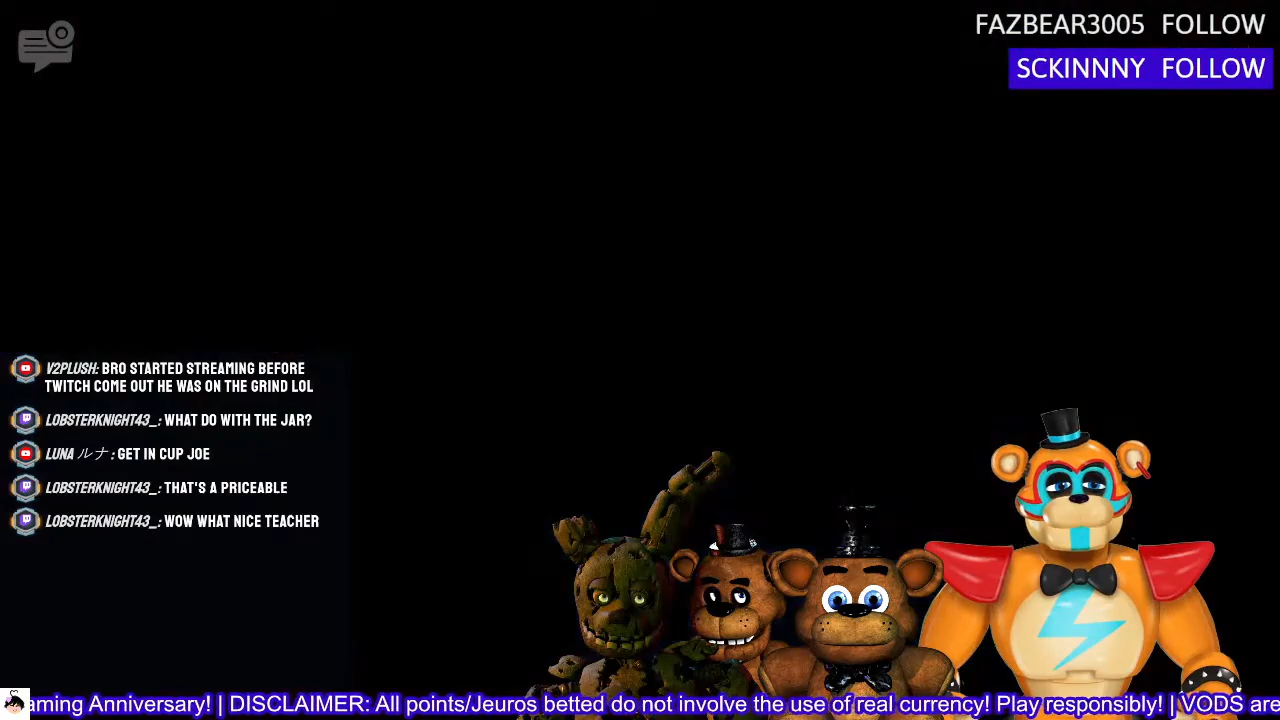 FAZBEAR3005 FOLLOW
SCKINNNY FOLLOW
V2PLUSH: BRO STARTED STREAMING BEFORE
TWITCH COME OUT HE WAS ON THE GRIND LOL
LOBSTERKNIGHT43_: WHAT DO WITH THE JAR?
LUNA ルナ : GET IN CUP JOE
LOBSTERKNIGHT43_: THAT'S A PRICEABLE
LOBSTERKNIGHT43_: WOW WHAT NICE TEACHER
aming Anniversary! | DISCLAIMER: All points/Jeuros betted do not involve the use of real currency! Play responsibly! | VODS are